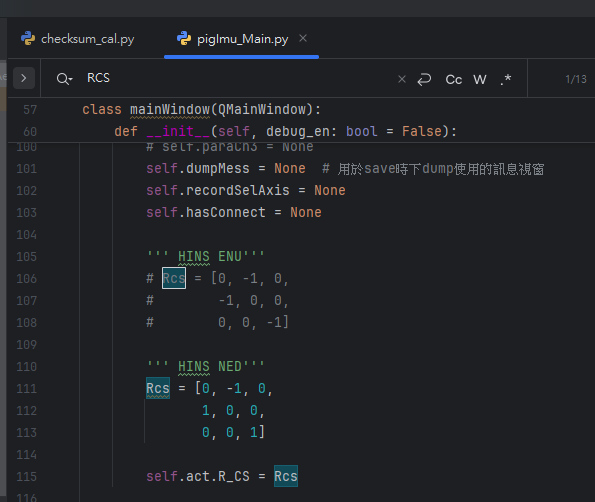 checksum_cal.py piglmu_Main.py ×
RCS × Cc W .* 1/13
57 class mainWindow(QMainWindow):
60 def __init__(self, debug_en: bool = False):
100 # self.paraCh3 = None
101 self.dumpMess = None # 用於save時下dump使用的訊息視窗
102 self.recordSelAxis = None
103 self.hasConnect = None
104
105 ''' HINS ENU'''
106 # Rcs = [0, -1, 0,
107 # -1, 0, 0,
108 # 0, 0, -1]
109
110 ''' HINS NED'''
111 Rcs = [0, -1, 0,
112 1, 0, 0,
113 0, 0, 1]
114
115 self.act.R_CS = Rcs
116